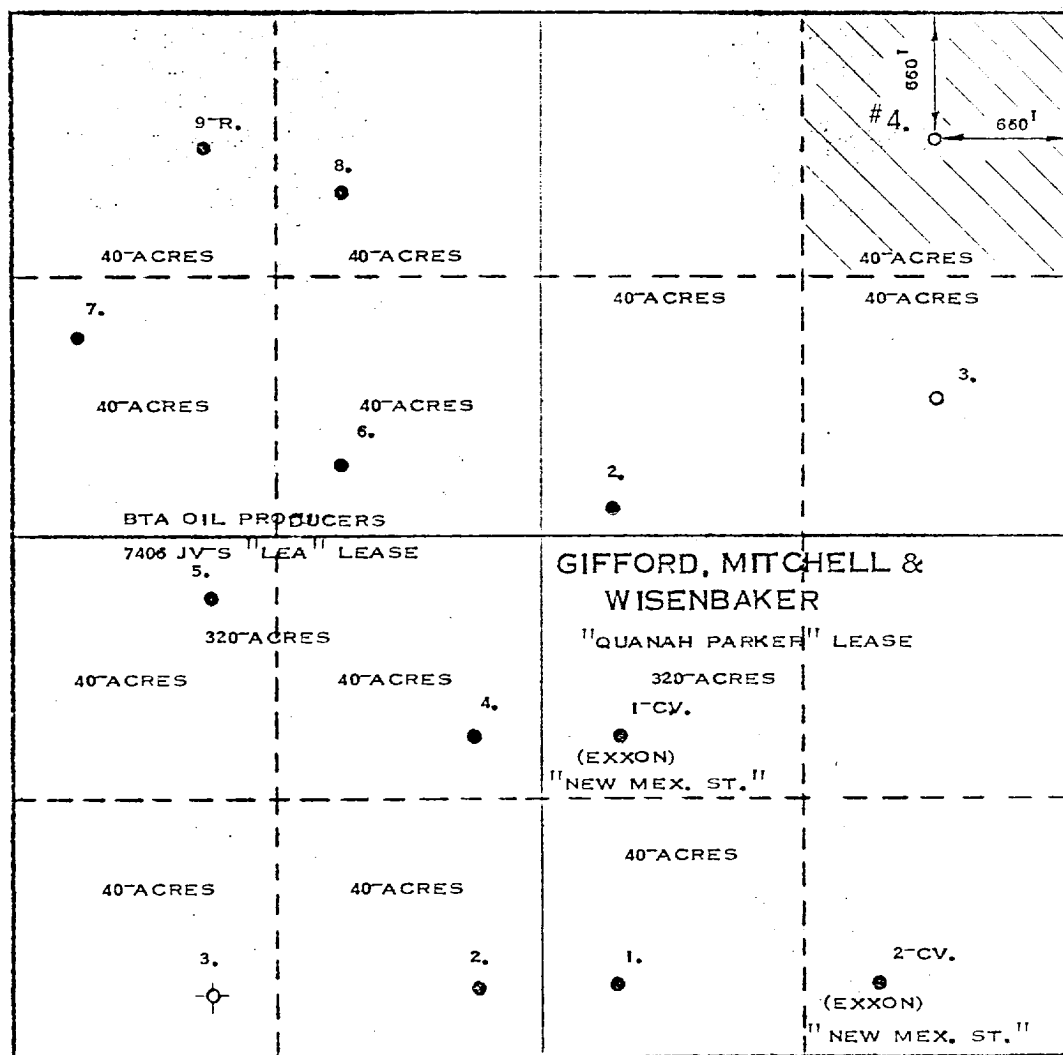 660'
#4.
660'
9-R.
8.
40-ACRES
40-ACRES
40-ACRES
7.
40-ACRES
40-ACRES
3.
40-ACRES
40-ACRES
6.
2.
BTA OIL PRODUCERS
7406 JV-S "LEA" LEASE
5.
320-ACRES
40-ACRES
40-ACRES
4.
GIFFORD, MITCHELL &
WISENBAKER
"QUANAH PARKER" LEASE
320-ACRES
1-CV.
(EXXON)
"NEW MEX. ST."
40-ACRES
40-ACRES
40-ACRES
3.
2.
1.
2-CV.
(EXXON)
"NEW MEX. ST."